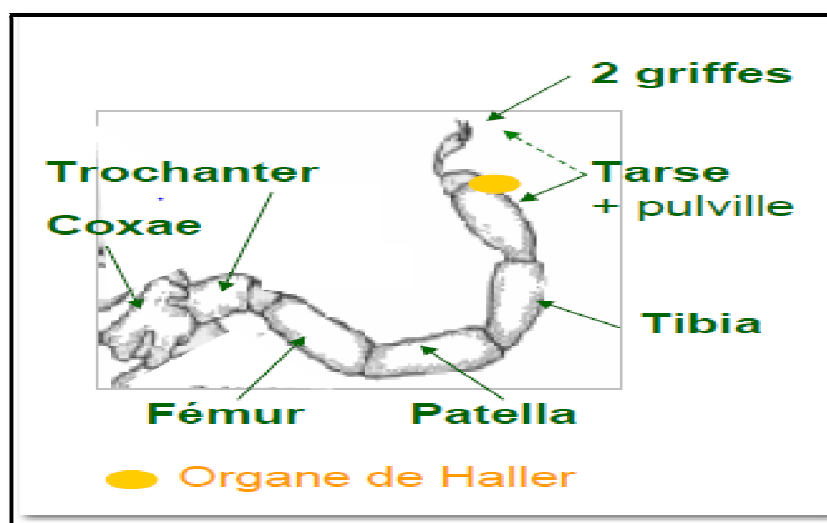 2 griffes
Trochanter
Tarse
+ pulville
Coxae
Tibia
Fémur
Patella
Organe de Haller